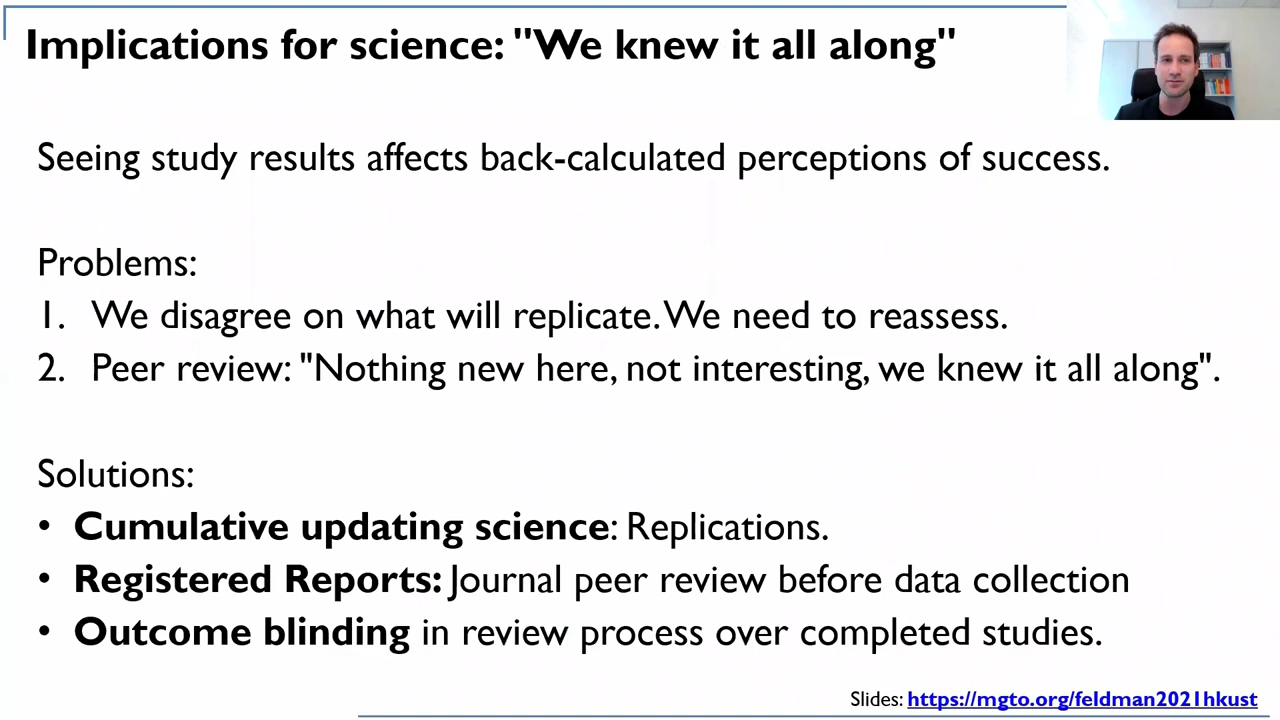 Implications for science: "We knew it all along"
Seeing study results affects back-calculated perceptions of success.
Problems:
1. We disagree on what will replicate. We need to reassess.
2. Peer review: "Nothing new here, not interesting, we knew it all along".
Solutions:
• Cumulative updating science: Replications.
• Registered Reports: Journal peer review before data collection
• Outcome blinding in review process over completed studies.
Slides: https://mgto.org/feldman2021hkust